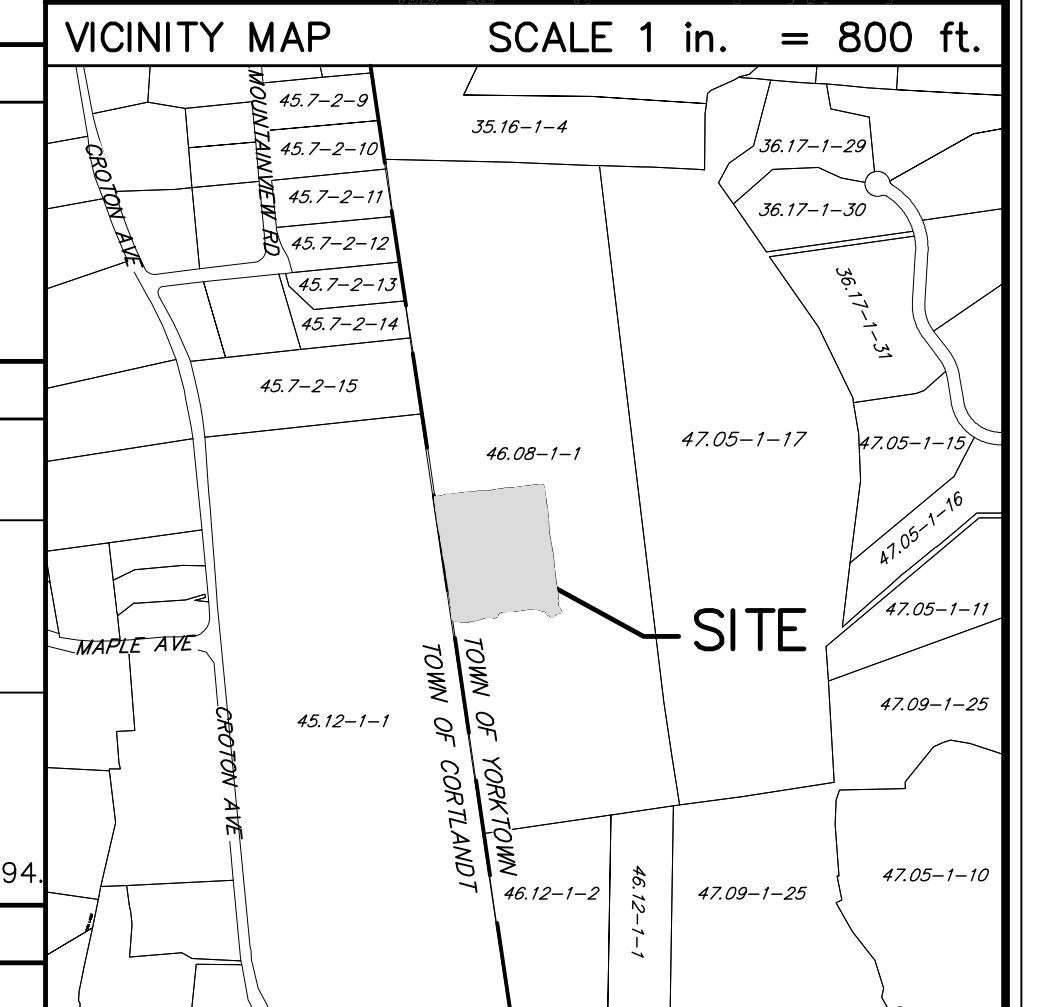 VICINITY MAP
SCALE 1 in. = 800 ft.
MOUNTAINVIEW RD
45.7-2-9
35.16-1-4
CROTON AVE
45.7-2-10
36.17-1-29
45.7-2-11
36.17-1-30
45.7-2-12
45.7-2-13
36.17-1-31
45.7-2-14
45.7-2-15
46.08-1-1
47.05-1-17
47.05-1-15
47.05-1-16
47.05-1-11
SITE
MAPLE AVE
TOWN OF YORKTOWN
TOWN OF CORTLANDT
47.09-1-25
45.12-1-1
CROTON AVE
94.
46.12-1-2
46.12-1-1
47.09-1-25
47.05-1-10